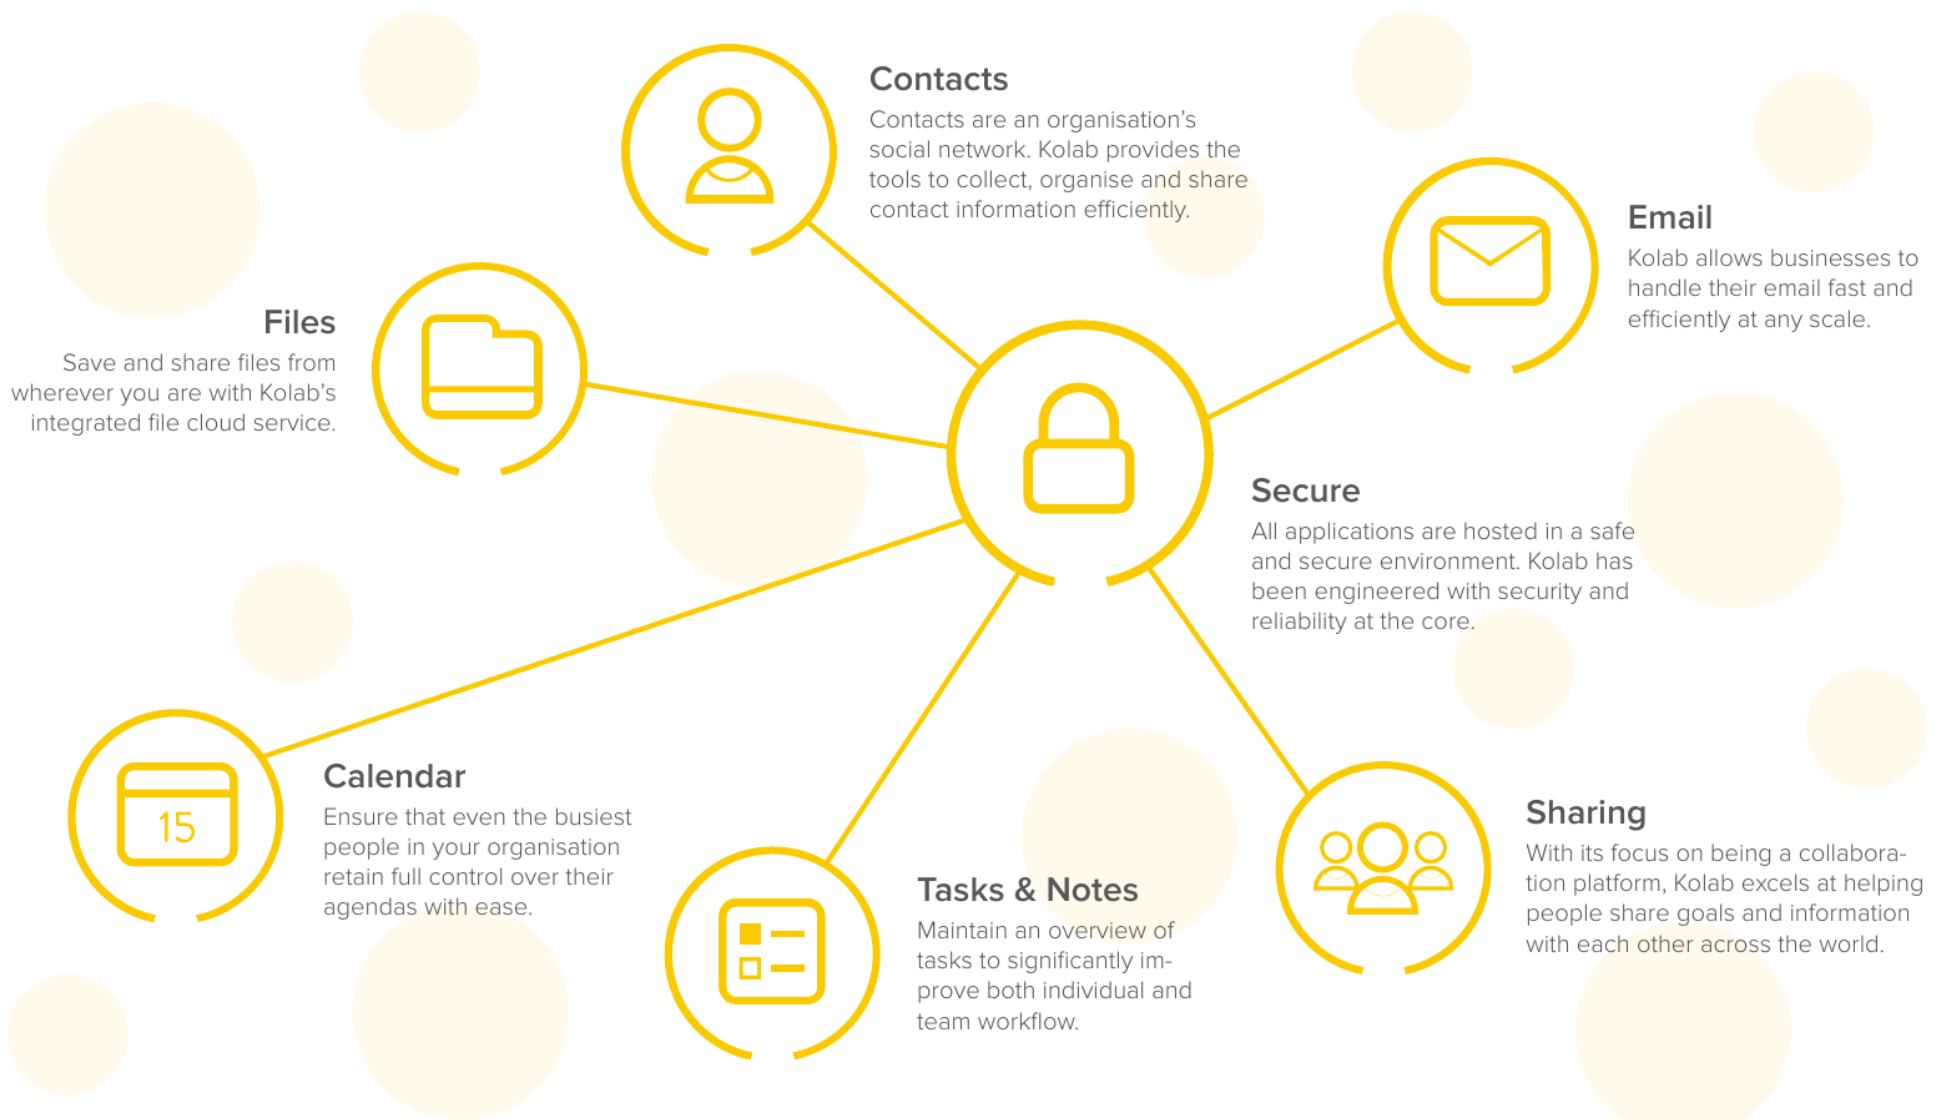 Contacts
Contacts are an organisation's
social network. Kolab provides the
tools to collect, organise and share
contact information efficiently.
Email
Kolab allows businesses to
handle their email fast and
efficiently at any scale.
Files
Save and share files from
wherever you are with Kolab's
integrated file cloud service.
Secure
All applications are hosted in a safe
and secure environment. Kolab has
been engineered with security and
reliability at the core.
Calendar
Ensure that even the busiest
people in your organisation
retain full control over their
agendas with ease.
15
Tasks & Notes
Maintain an overview of
tasks to significantly im-
prove both individual and
team workflow.
Sharing
With its focus on being a collabora-
tion platform, Kolab excels at helping
people share goals and information
with each other across the world.